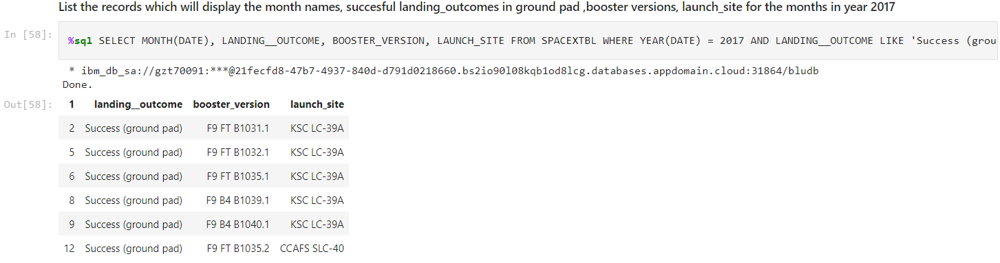 List the records which will display the month names, succesful landing_outcomes in ground pad ,booster versions, launch_site for the months in year 2017
In [58]: %sql SELECT MONTH(DATE), LANDING__OUTCOME, BOOSTER_VERSION, LAUNCH_SITE FROM SPACEXTBL WHERE YEAR(DATE) = 2017 AND LANDING__OUTCOME LIKE 'Success (grou
* ibm_db_sa://gzt70091:***@21fecfd8-47b7-4937-840d-d791d0218660.bs2io90l08kqb1od8lcg.databases.appdomain.cloud:31864/bludb
Done.
Out[58]: 1 landing__outcome booster_version launch_site
2 Success (ground pad) F9 FT B1031.1 KSC LC-39A
5 Success (ground pad) F9 FT B1032.1 KSC LC-39A
6 Success (ground pad) F9 FT B1035.1 KSC LC-39A
8 Success (ground pad) F9 B4 B1039.1 KSC LC-39A
9 Success (ground pad) F9 B4 B1040.1 KSC LC-39A
12 Success (ground pad) F9 FT B1035.2 CCAFS SLC-40